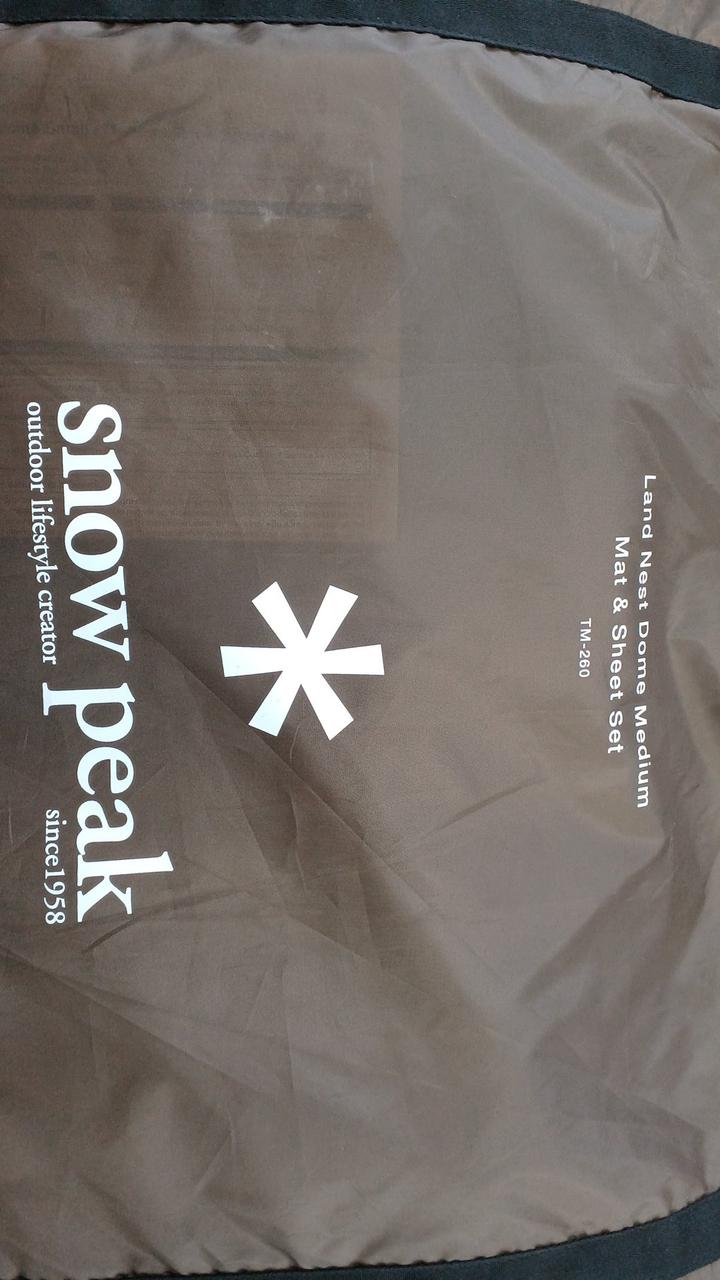 Land Nest Dome Medium
Mat & Sheet Set
TM-260
snow peak
outdoor lifestyle creator since1958